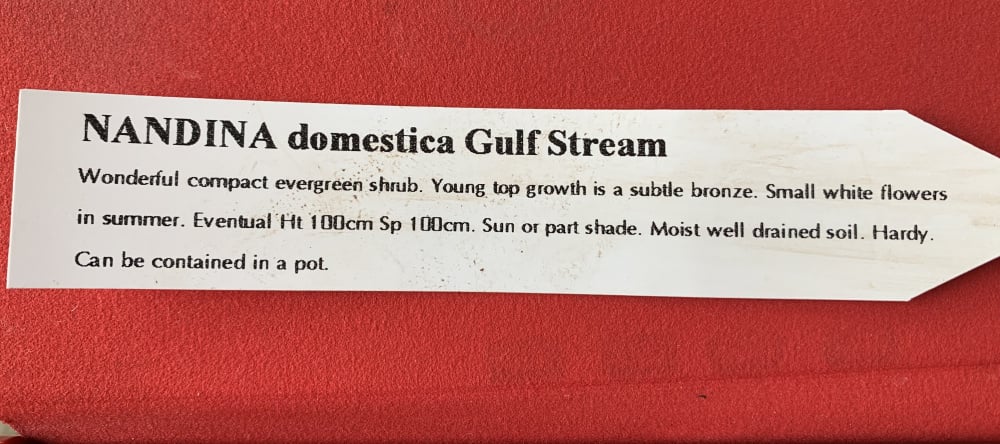 NANDINA domestica Gulf Stream
Wonderful compact evergreen shrub. Young top growth is a subtle bronze. Small white flowers
in summer. Eventual Ht 100cm Sp 100cm. Sun or part shade. Moist well drained soil. Hardy.
Can be contained in a pot.